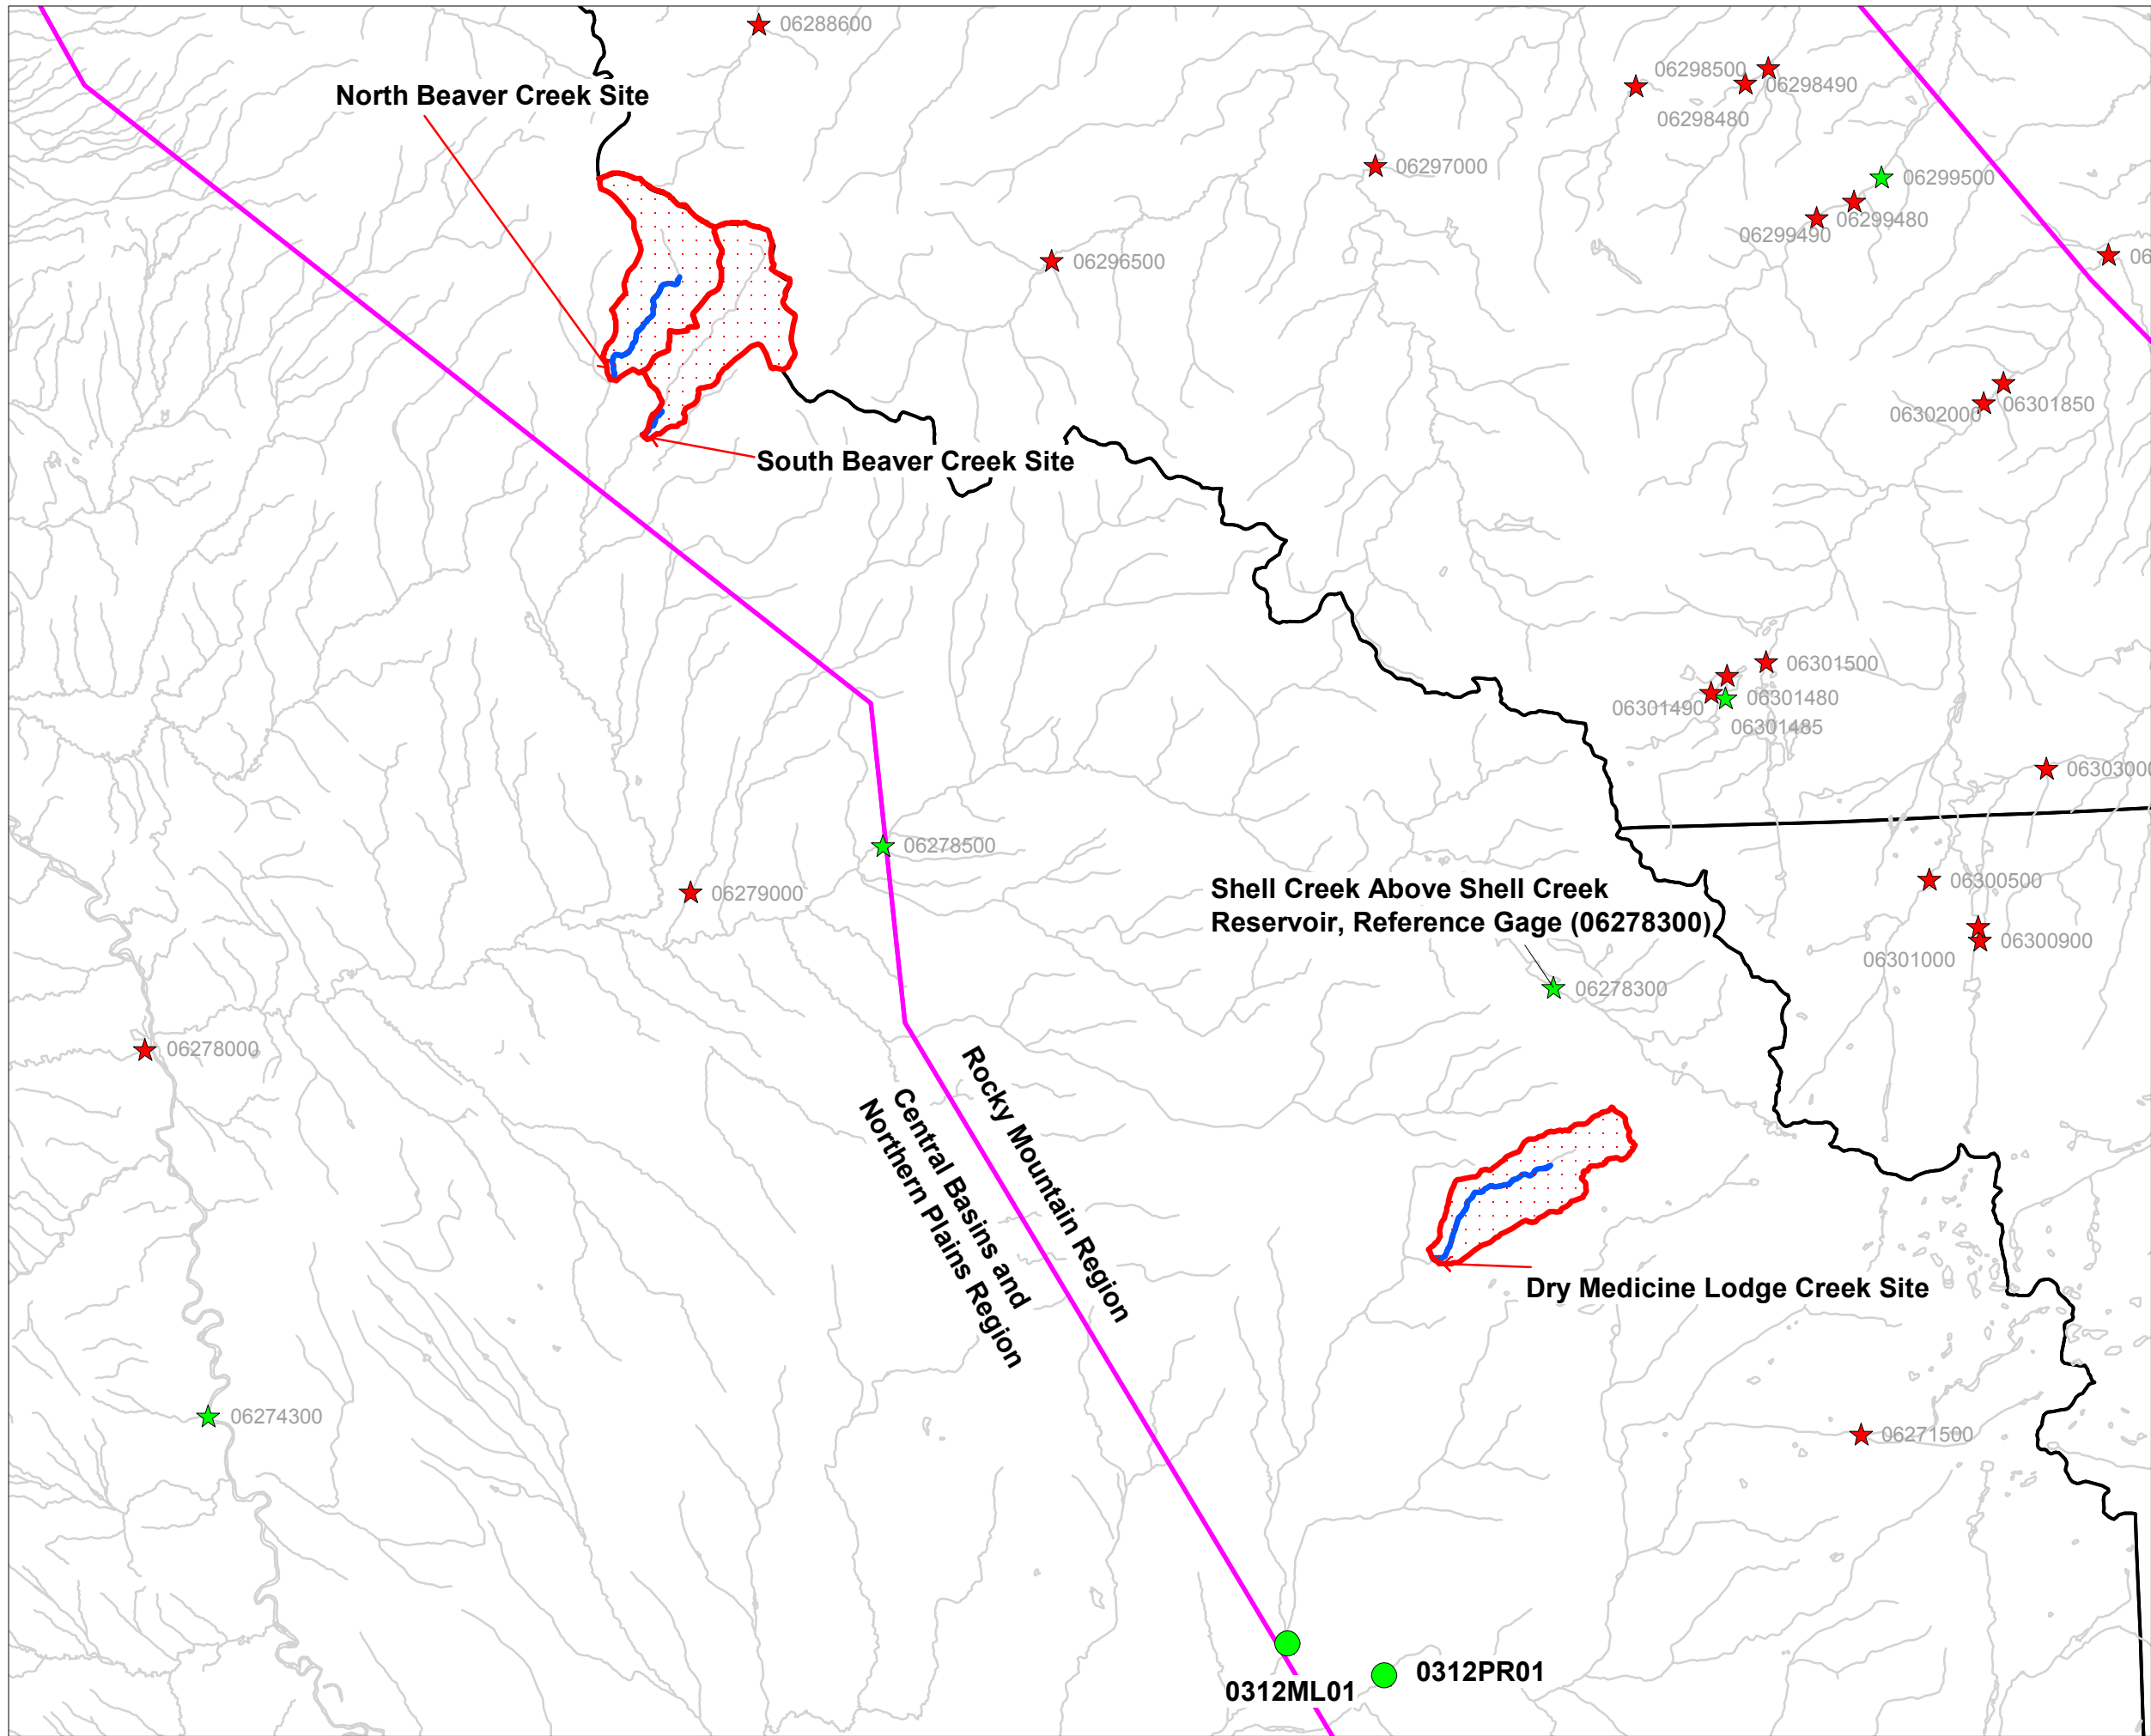 06288600
06298500
06298490
North Beaver Creek Site
06298480
06297000
06299500
06299480
06299490
06296500
06
06302000
06301850
South Beaver Creek Site
06301500
06301480
06301490
06301485
06303000
06278500
Shell Creek Above Shell Creek
Reservoir, Reference Gage (06278300)
06279000
06300500
06300900
06301000
06278300
06278000
Rocky Mountain Region
Central Basins and
Northern Plains Region
Dry Medicine Lodge Creek Site
06274300
06271500
0312ML01
0312PR01